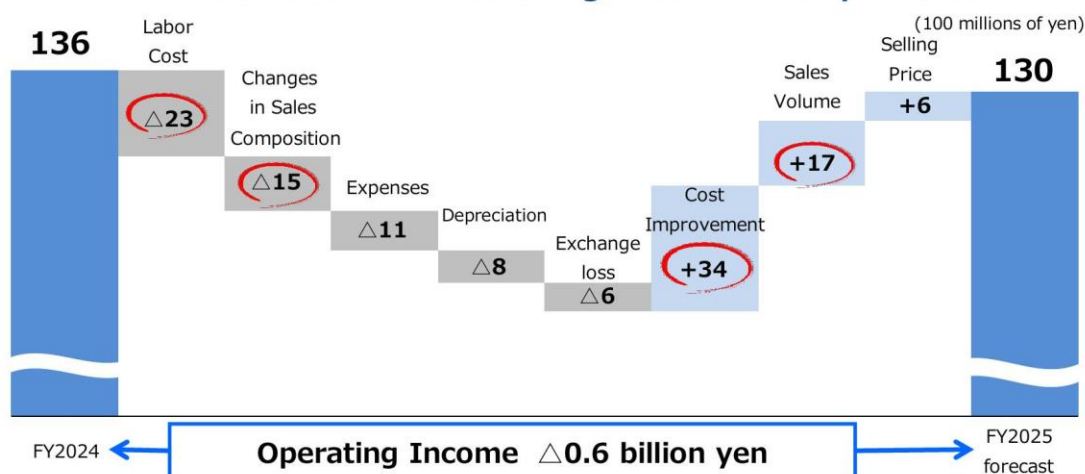 (100 millions of yen)
136
Labor
Cost
△23
Changes
in Sales
Composition
△15
Expenses
△11
Depreciation
△8
Exchange
loss
△6
Cost
Improvement
+34
Sales
Volume
+17
Selling
Price
+6
130
FY2024
Operating Income △0.6 billion yen
FY2025
forecast